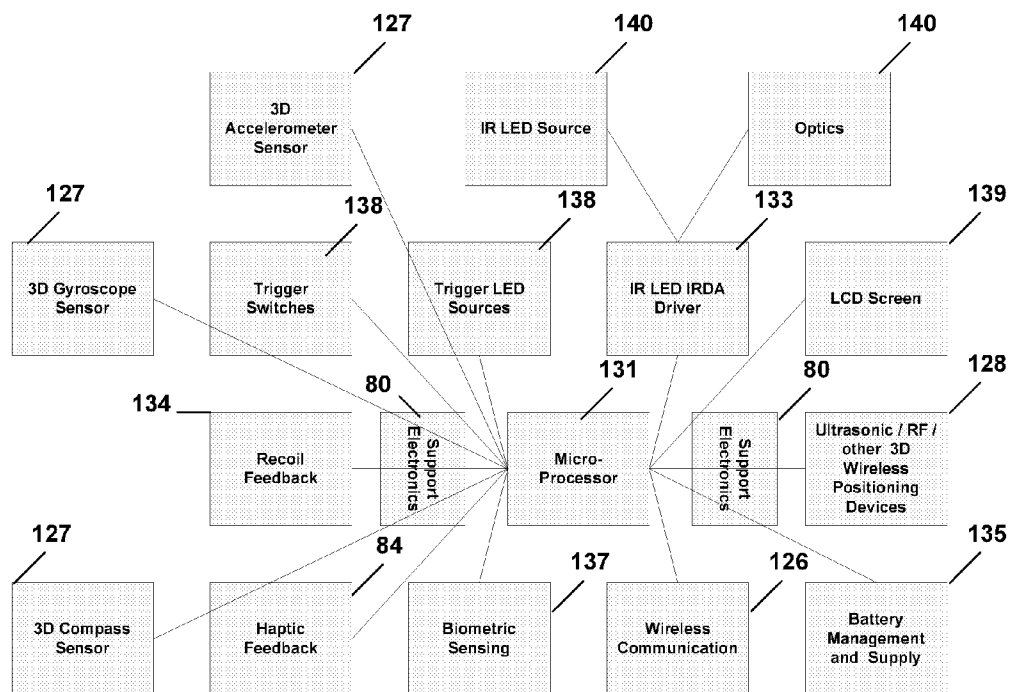 127
140
140
3D
Accelerometer
Sensor
IR LED Source
Optics
127
138
138
133
139
3D Gyroscope
Sensor
Trigger
Switches
Trigger LED
Sources
IR LED IRDA
Driver
LCD Screen
134
80
131
80
128
Recoil
Feedback
Support
Electronics
Micro-
Processor
Support
Electronics
Ultrasonic / RF /
other 3D
Wireless
Positioning
Devices
127
84
137
126
135
3D Compass
Sensor
Haptic
Feedback
Biometric
Sensing
Wireless
Communication
Battery
Management
and Supply